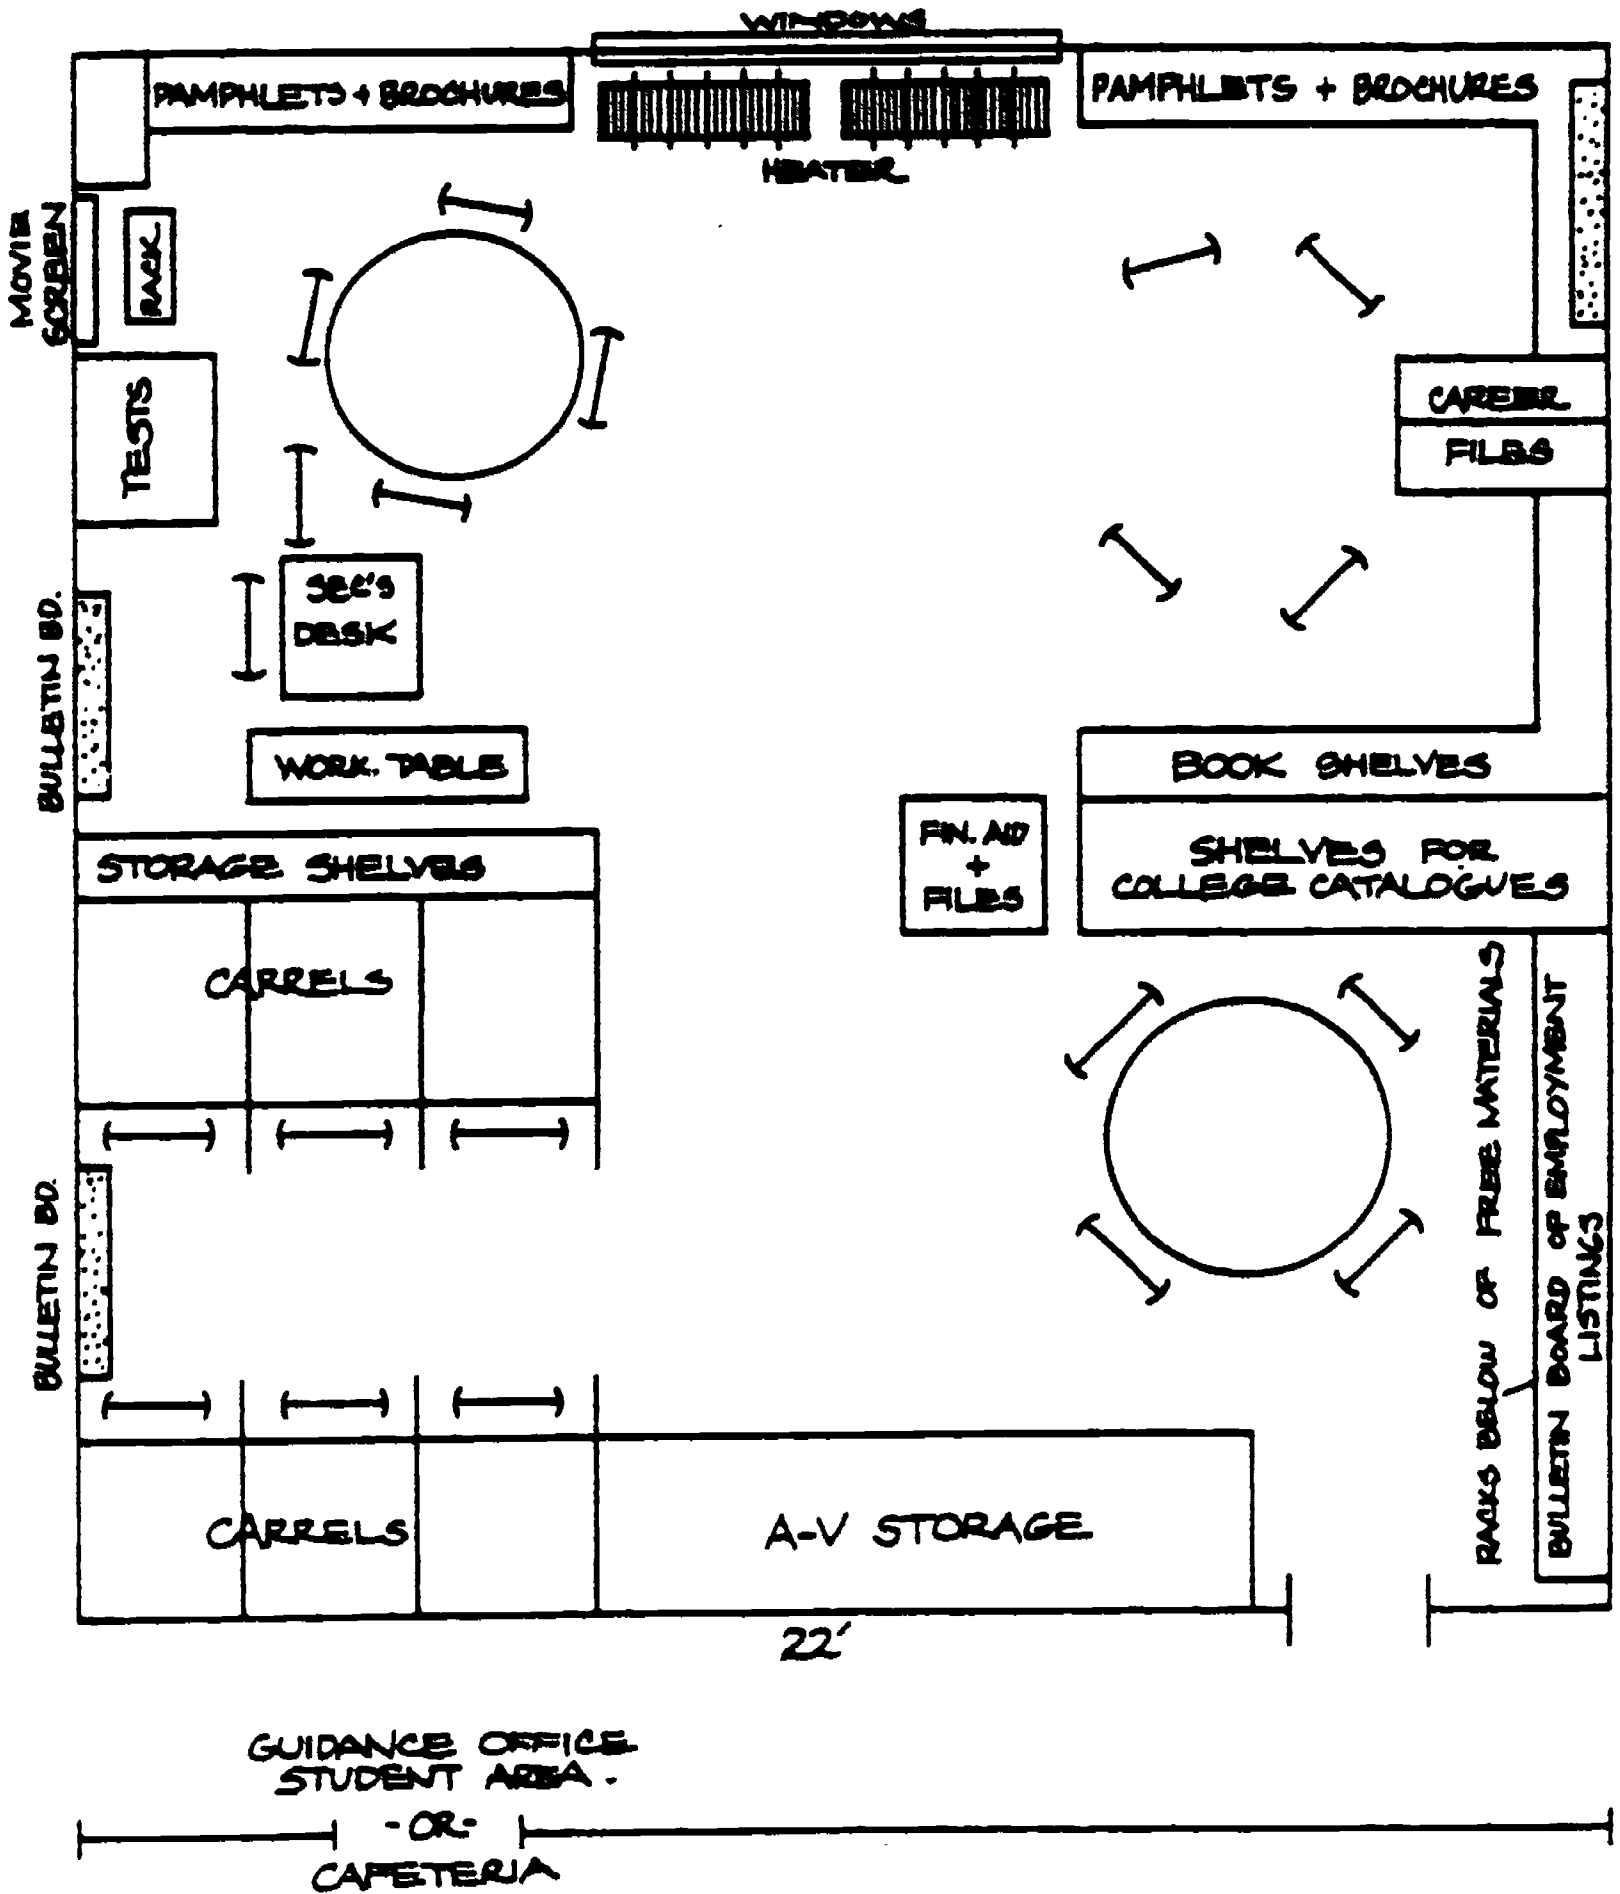 WINDOWS
PAMPHLETS + BROCHURES
PAMPHLETS + BROCHURES
HEATER
MOVIE
SCREEN
RACK
TESTS
CAREER
FILES
SEC'S
DESK
BULLETIN BD.
WORK TABLE
BOOK SHELVES
STORAGE SHELVES
FIN. AID
+
FILES
SHELVES FOR
COLLEGE CATALOGUES
CARRELS
RACKS BELOW OF FREE MATERIALS
BULLETIN BOARD OF EMPLOYMENT
LISTINGS
BULLETIN BD.
CARRELS
A-V STORAGE
22'
GUIDANCE OFFICE
STUDENT AREA.
-OR-
CAFETERIA